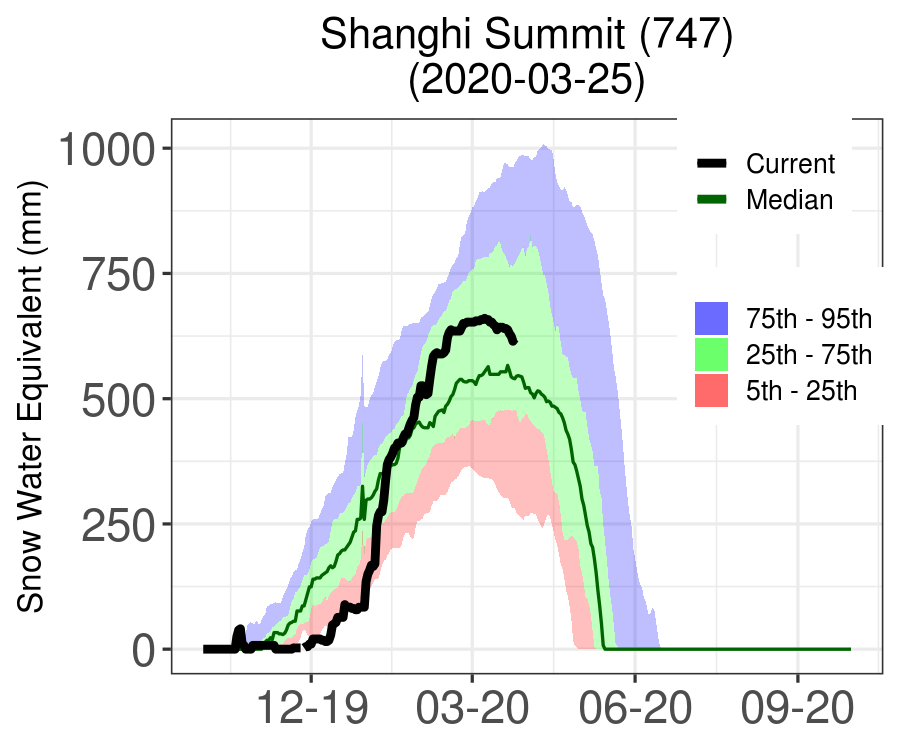 Shanghi Summit (747)
(2020-03-25)
Snow Water Equivalent (mm)
1000
750
500
250
0
12-19
03-20
06-20
09-20
Current
Median
75th - 95th
25th - 75th
5th - 25th